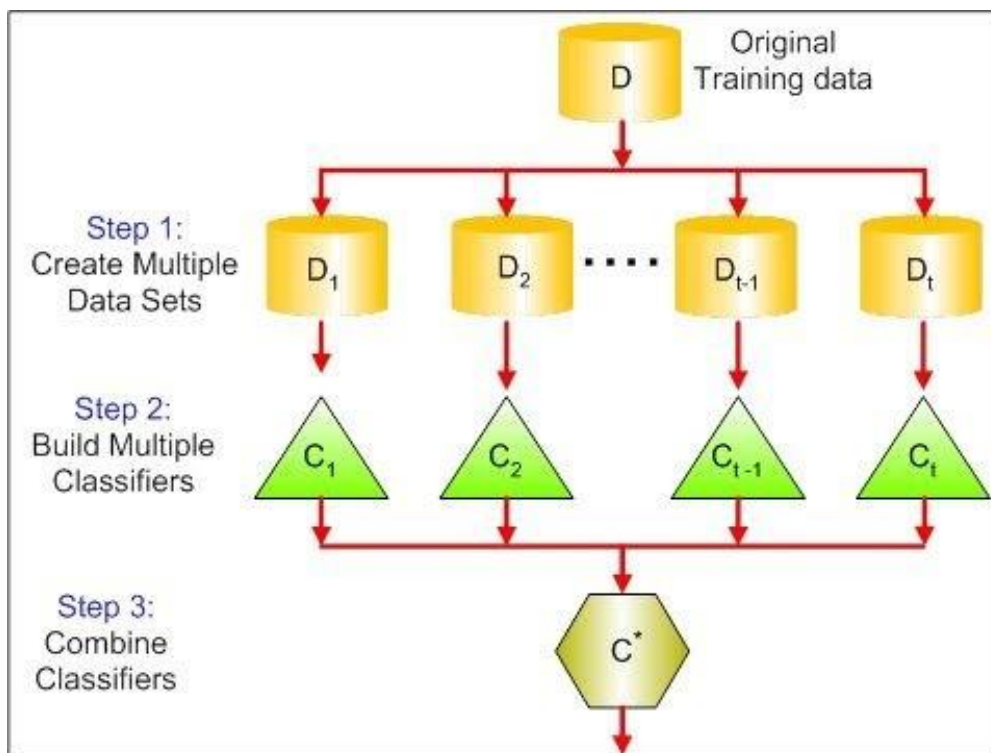 D
Original
Training data
Step 1:
Create Multiple
Data Sets
D₁
D₂
....
Dₜ₋₁
Dₜ
Step 2:
Build Multiple
Classifiers
C₁
C₂
Cₜ₋₁
Cₜ
Step 3:
Combine
Classifiers
C*